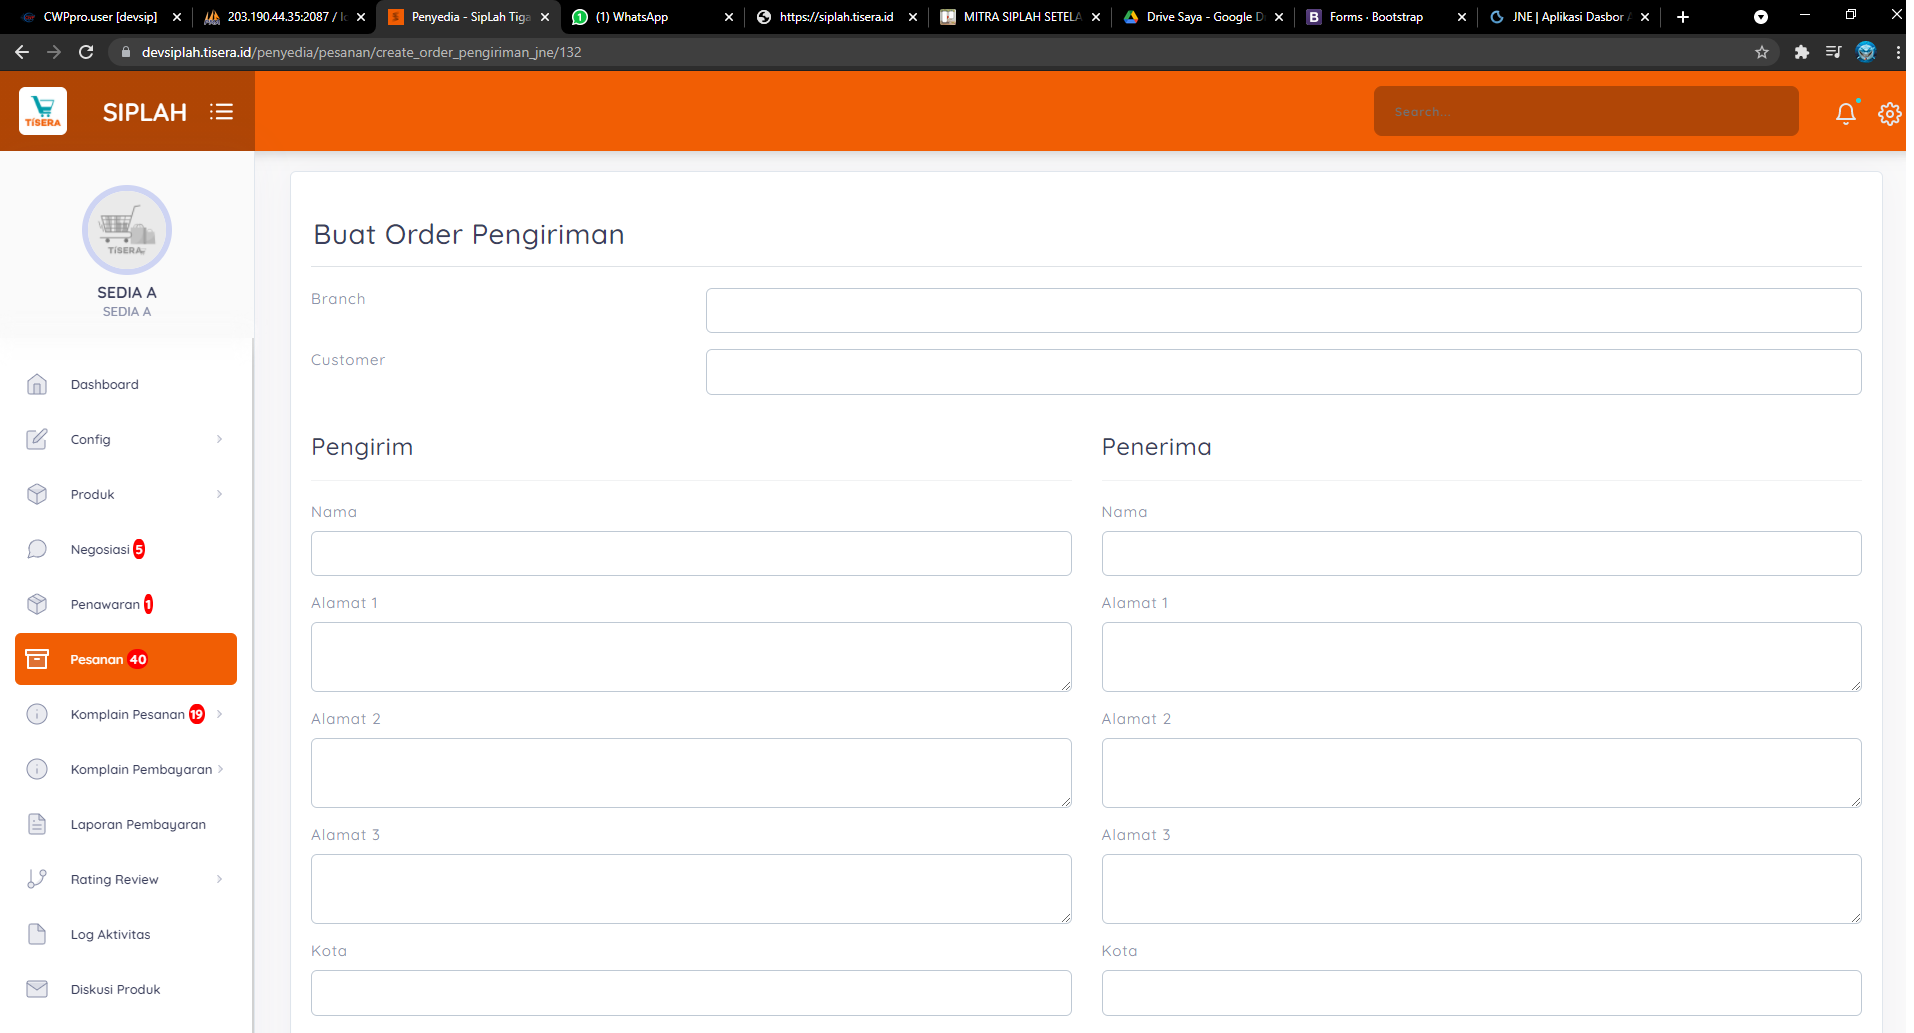 CWPpro.user [devsip]
203.190.44.35:2087 / lo
Penyedia - SipLah Tiga
(1) WhatsApp
https://siplah.tisera.id
MITRA SIPLAH SETELA
Drive Saya - Google D
Forms · Bootstrap
JNE | Aplikasi Dasbor A
devsiplah.tisera.id/penyedia/pesanan/create_order_pengiriman_jne/132
TISERA
SIPLAH
Search...
TISERA
SEDIA A
SEDIA A
Dashboard
Config
Produk
Negosiasi 5
Penawaran 1
Pesanan 40
Komplain Pesanan 19
Komplain Pembayaran
Laporan Pembayaran
Rating Review
Log Aktivitas
Diskusi Produk
Buat Order Pengiriman
Branch
Customer
Pengirim
Nama
Alamat 1
Alamat 2
Alamat 3
Kota
Penerima
Nama
Alamat 1
Alamat 2
Alamat 3
Kota